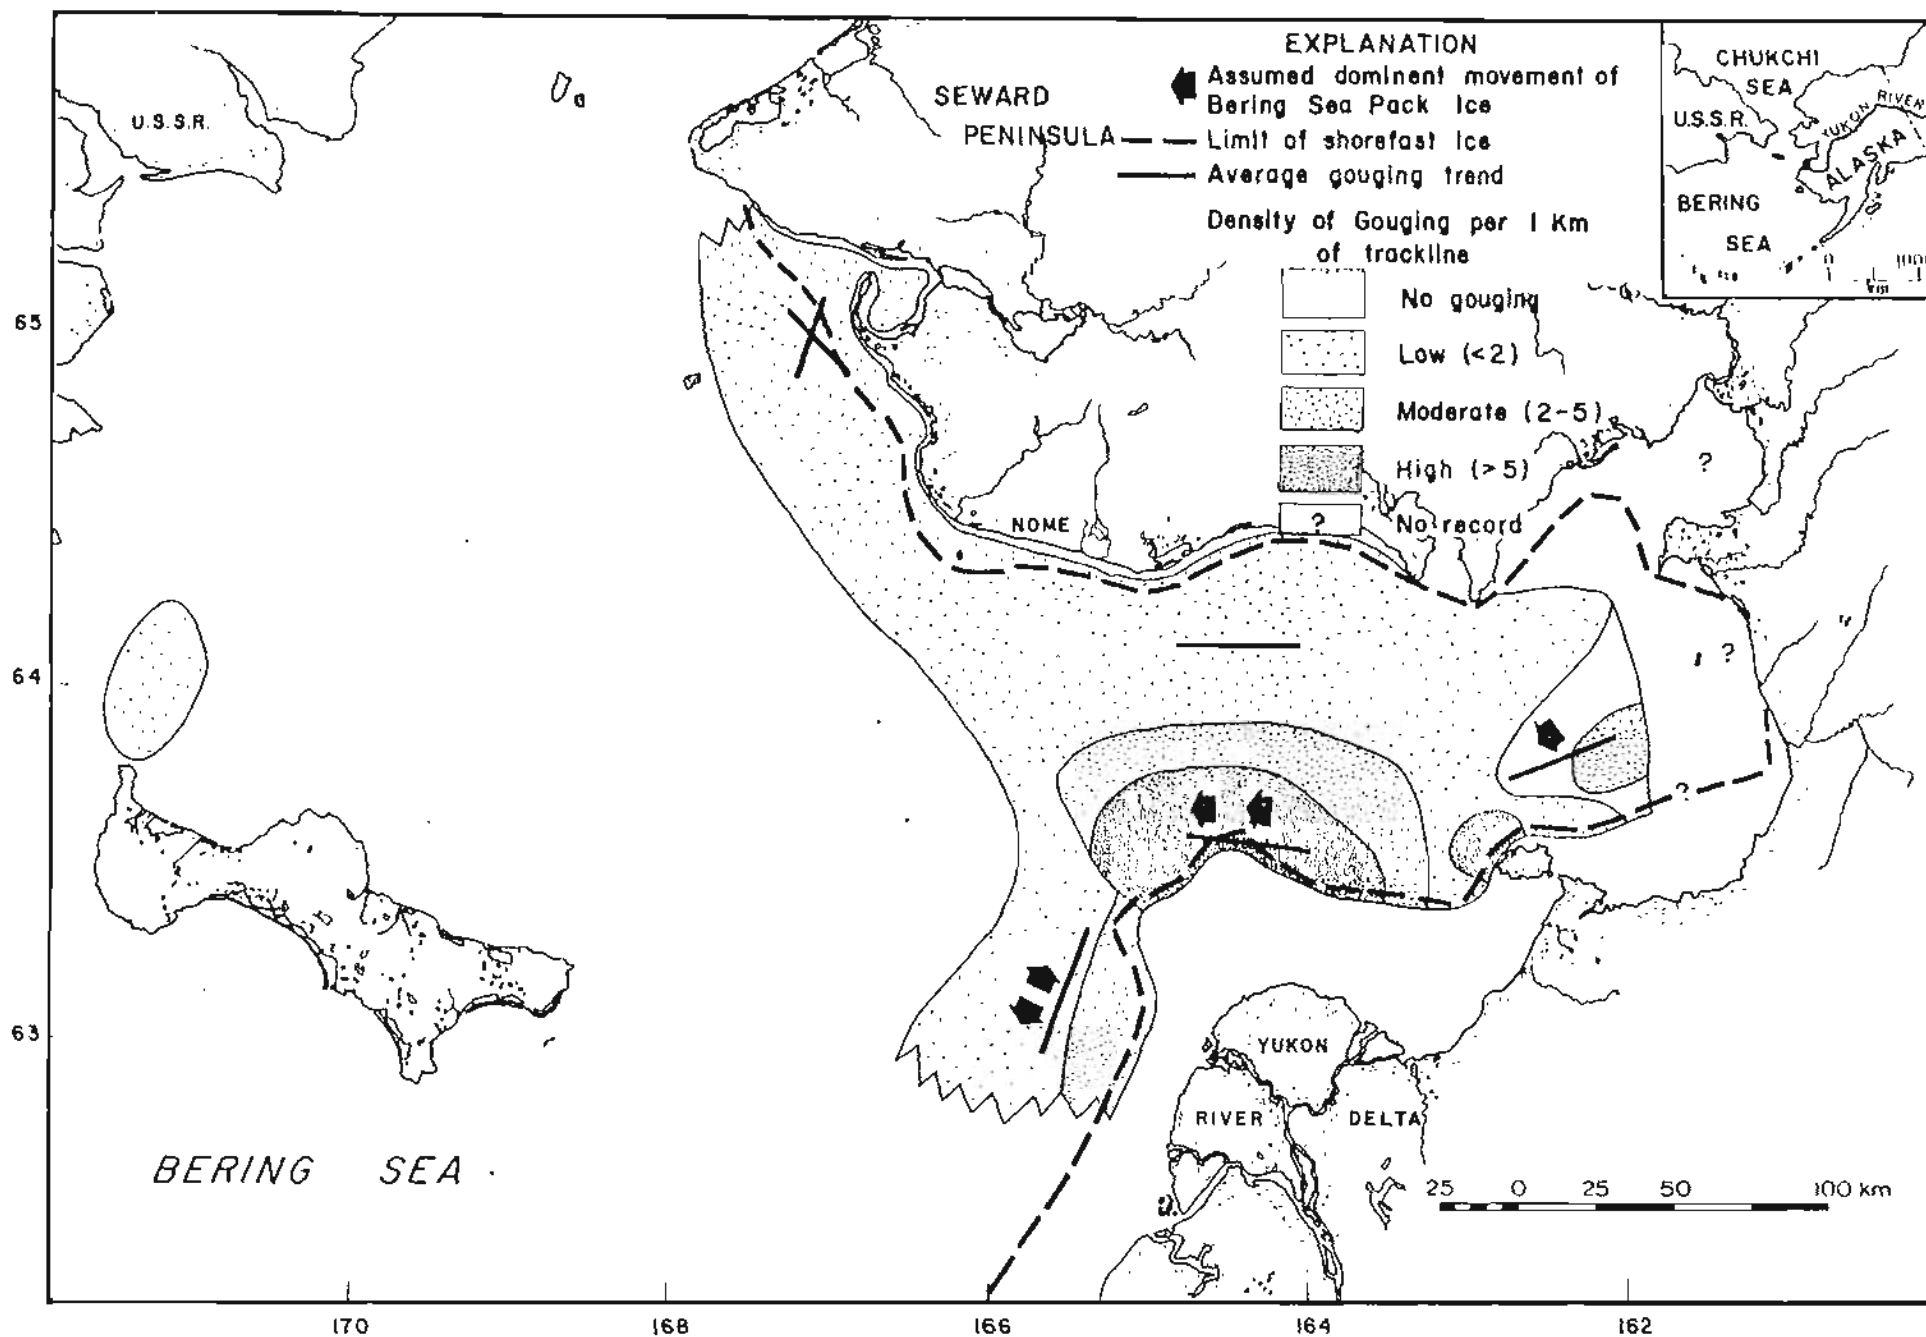 EXPLANATION
Assumed dominent movement of
Bering Sea Pack Ice
Limit of shorefast ice
Average gouging trend
Density of Gouging per 1 Km
of trackline
No gouging
Low (<2)
Moderate (2-5)
High (>5)
? No record
CHUKCHI
SEA
U.S.S.R.
YUKON RIVER
ALASKA
BERING
SEA
0
U.S.S.R.
SEWARD
PENINSULA
65
NOME
?
64
?
?
63
YUKON
RIVER DELTA
BERING SEA
25 0 25 50 100 km
170 168 166 164 162